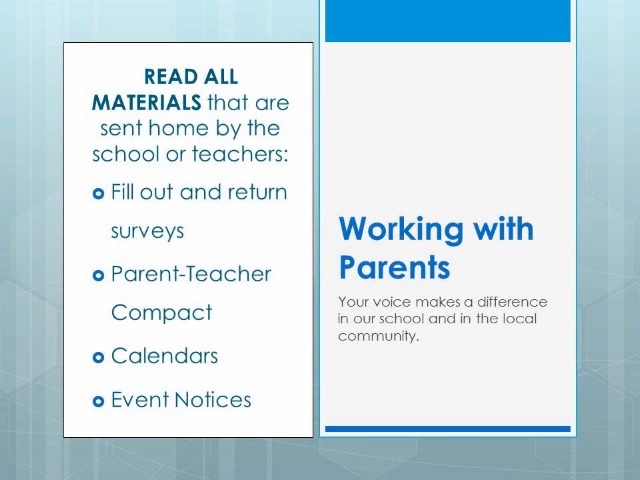 READ ALL
MATERIALS that are
sent home by the
school or teachers:
Fill out and return
surveys
Parent-Teacher
Compact
Calendars
Event Notices
Working with
Parents
Your voice makes a difference
in our school and in the local
community.